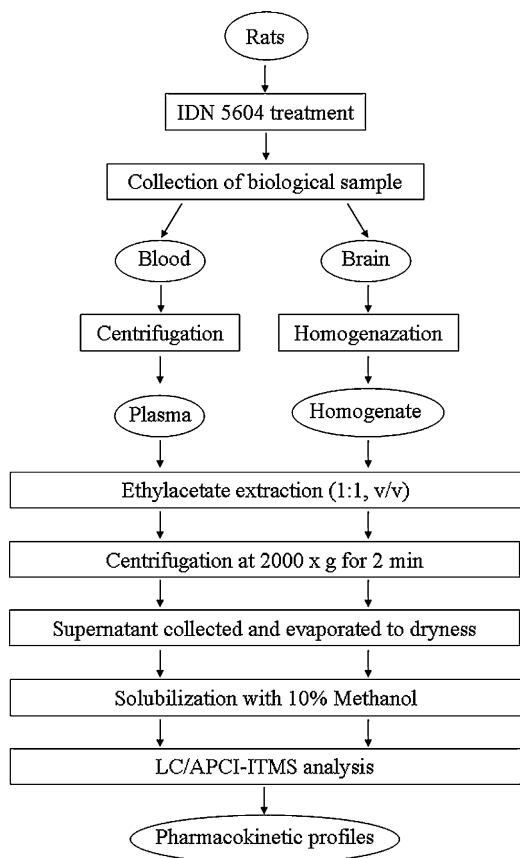 Rats
IDN 5604 treatment
Collection of biological sample
Blood
Brain
Centrifugation
Homogenazation
Plasma
Homogenate
Ethylacetate extraction (1:1, v/v)
Centrifugation at 2000 x g for 2 min
Supernatant collected and evaporated to dryness
Solubilization with 10% Methanol
LC/APCI-ITMS analysis
Pharmacokinetic profiles